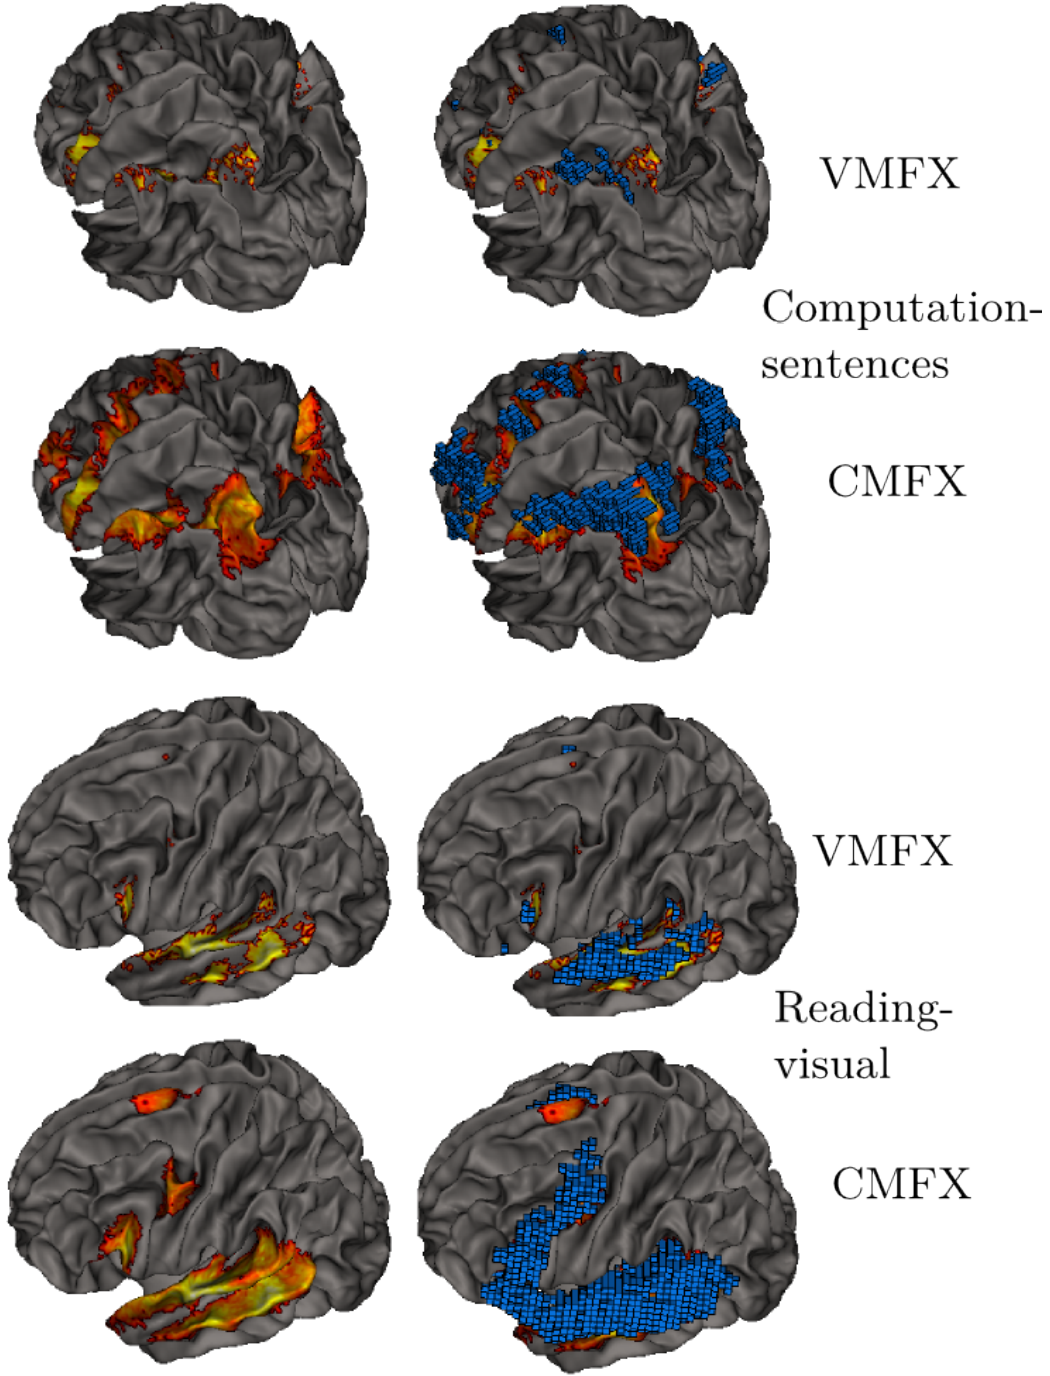 VMFX
Computation-
sentences
CMFX
VMFX
Reading-
visual
CMFX